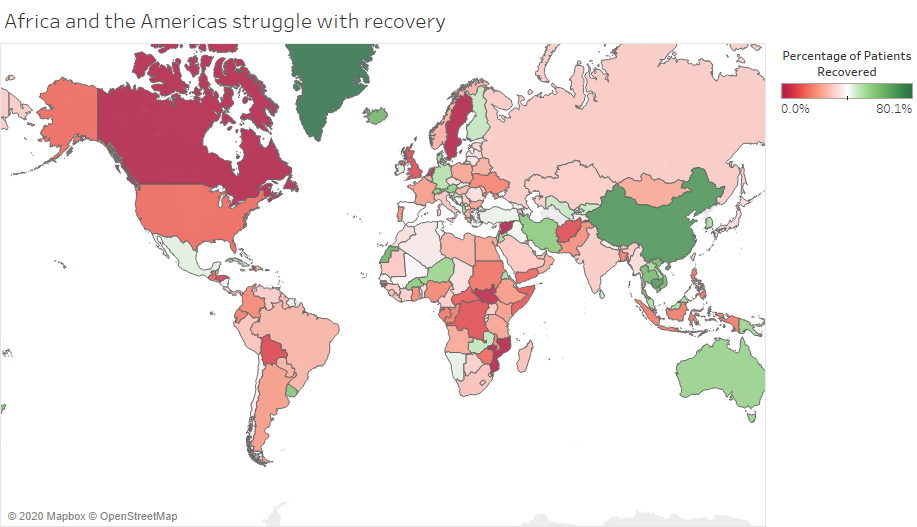 Africa and the Americas struggle with recovery
Percentage of Patients
Recovered
0.0% 80.1%
© 2020 Mapbox © OpenStreetMap